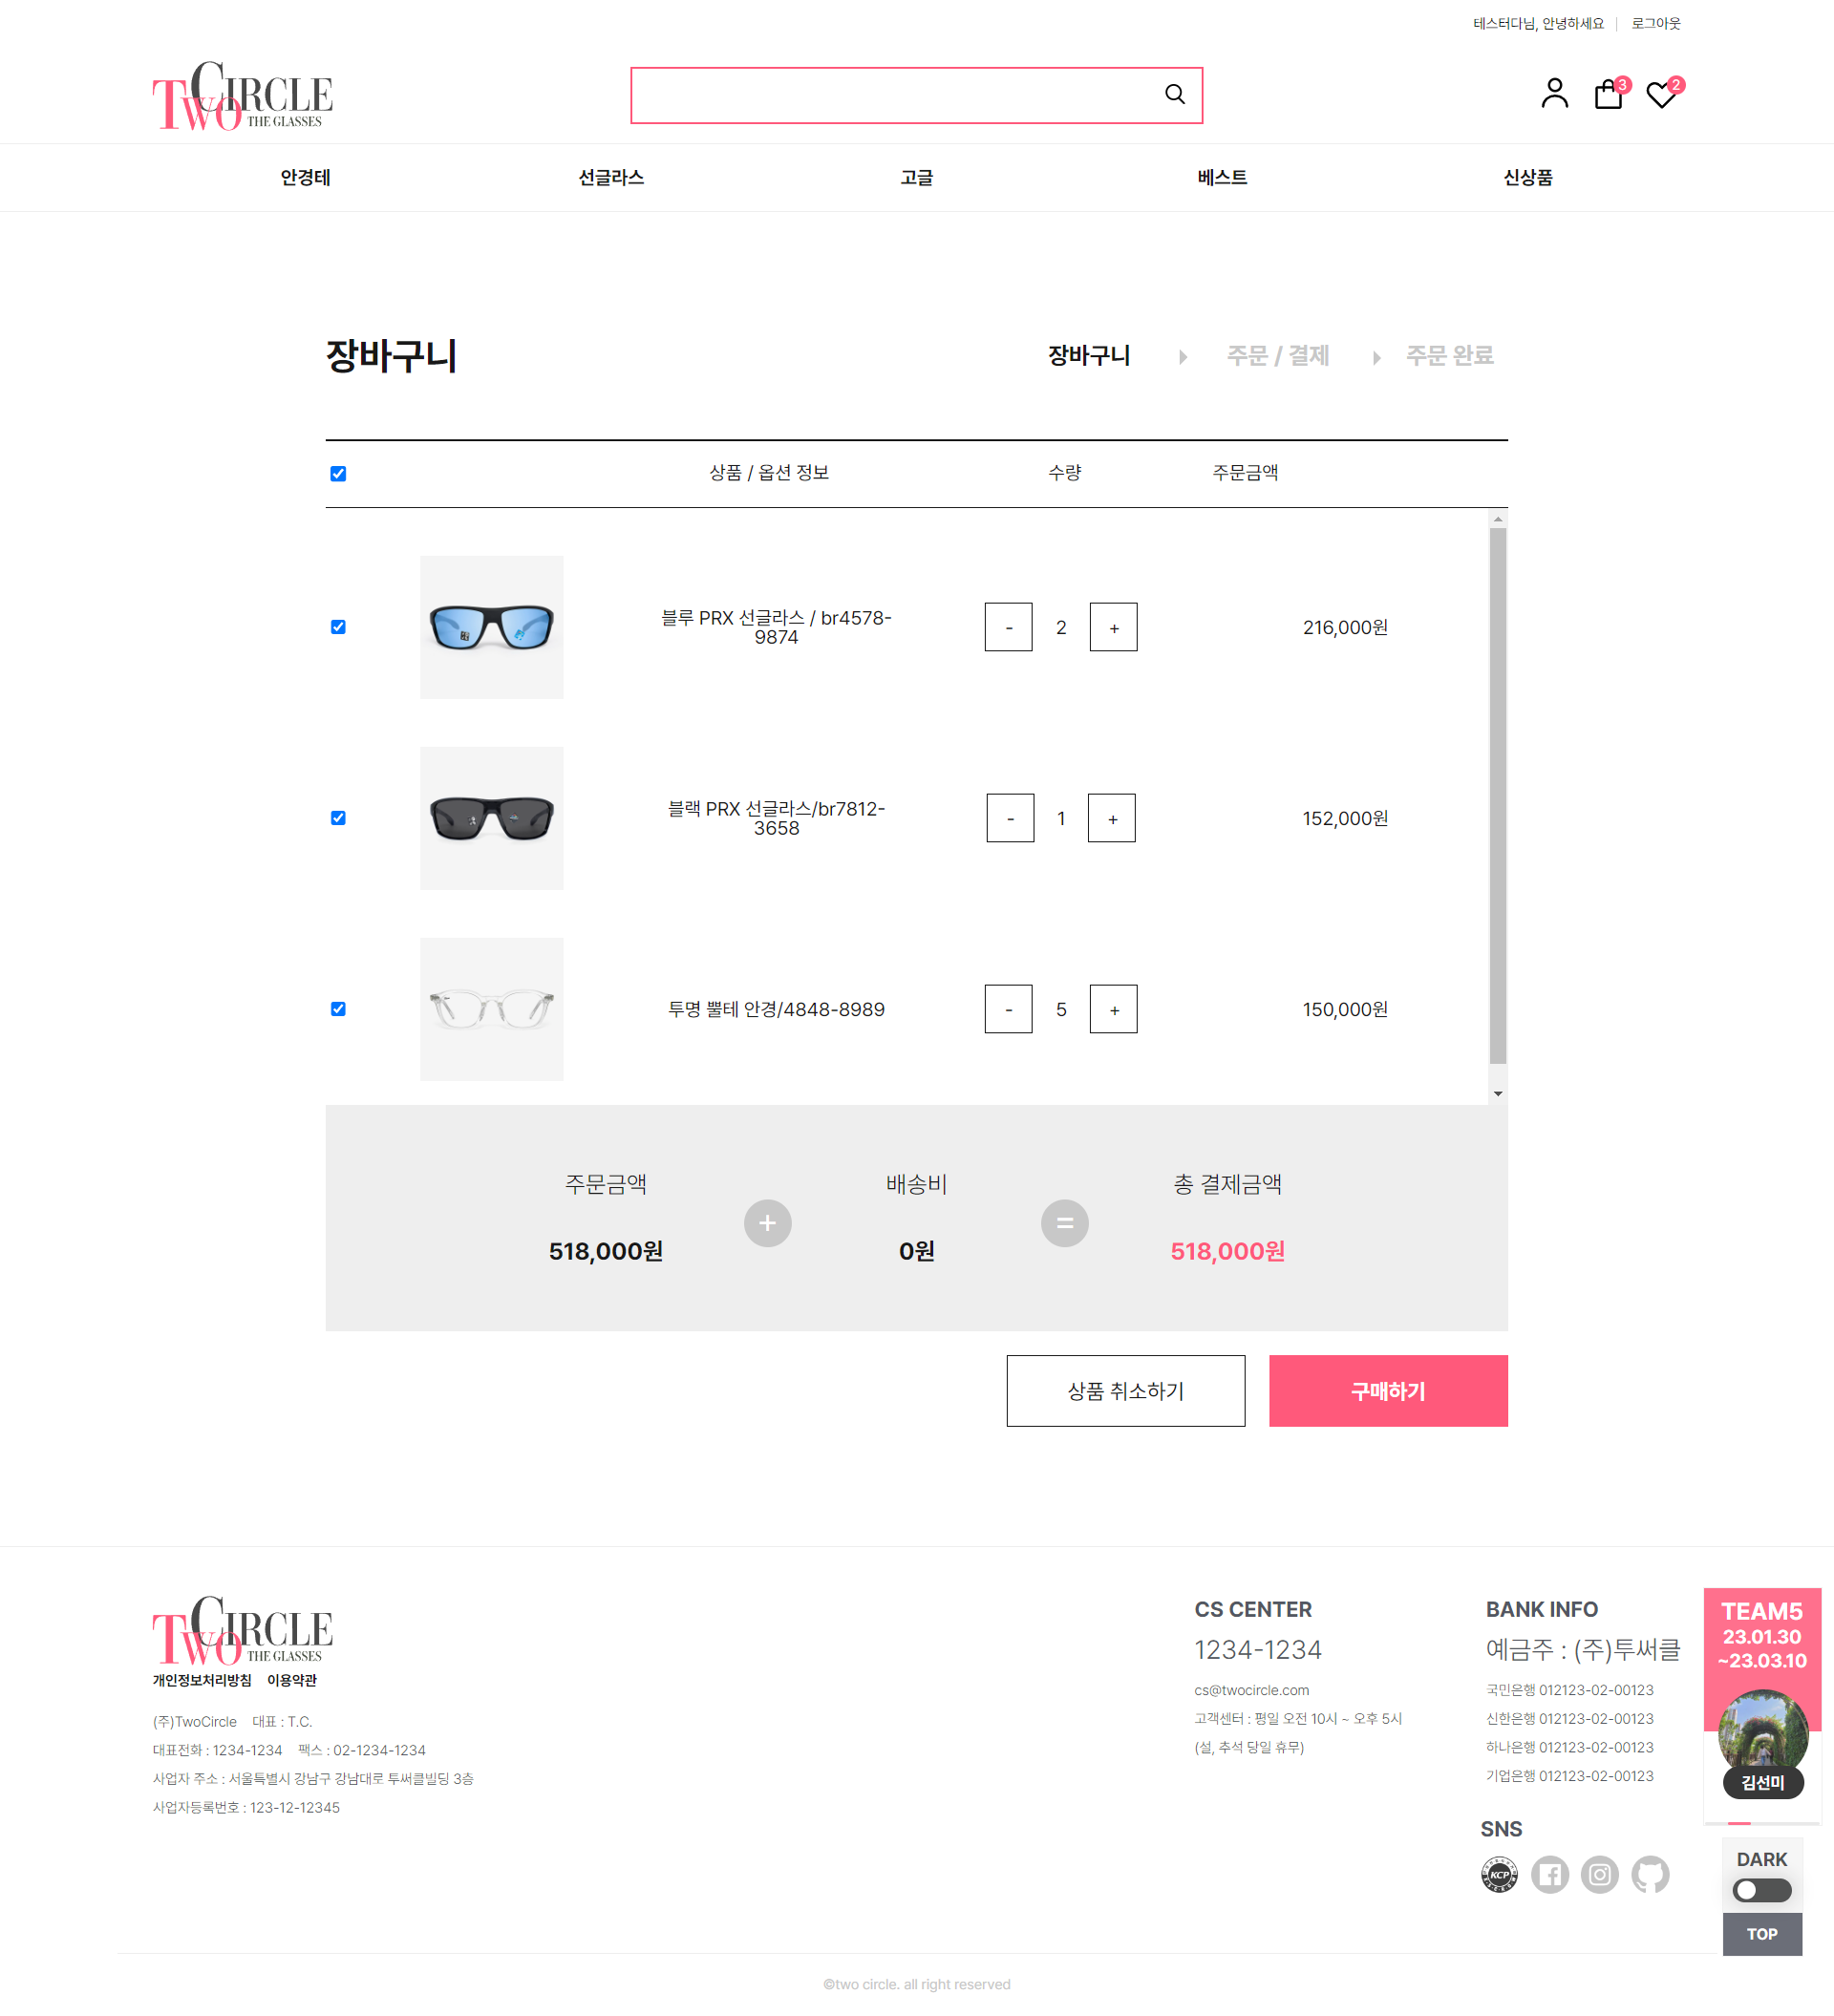 테스터다님, 안녕하세요 | 로그아웃
TWO CIRCLE
THE GLASSES
3
2
안경테
선글라스
고글
베스트
신상품
장바구니
장바구니
주문 / 결제
주문 완료
상품 / 옵션 정보
수량
주문금액
블루 PRX 선글라스 / br4578-
9874
- 2 +
216,000원
블랙 PRX 선글라스/br7812-
3658
- 1 +
152,000원
투명 뿔테 안경/4848-8989
- 5 +
150,000원
주문금액
518,000원
+
배송비
0원
=
총 결제금액
518,000원
상품 취소하기
구매하기
TWO CIRCLE
THE GLASSES
개인정보처리방침 이용약관
(주)TwoCircle 대표 : T.C.
대표전화 : 1234-1234 팩스 : 02-1234-1234
사업자 주소 : 서울특별시 강남구 강남대로 투써클빌딩 3층
사업자등록번호 : 123-12-12345
CS CENTER
1234-1234
cs@twocircle.com
고객센터 : 평일 오전 10시 ~ 오후 5시
(설, 추석 당일 휴무)
BANK INFO
예금주 : (주)투써클
국민은행 012123-02-00123
신한은행 012123-02-00123
하나은행 012123-02-00123
기업은행 012123-02-00123
SNS
KCP
TEAM5
23.01.30
~23.03.10
김선미
DARK
TOP
©two circle. all right reserved